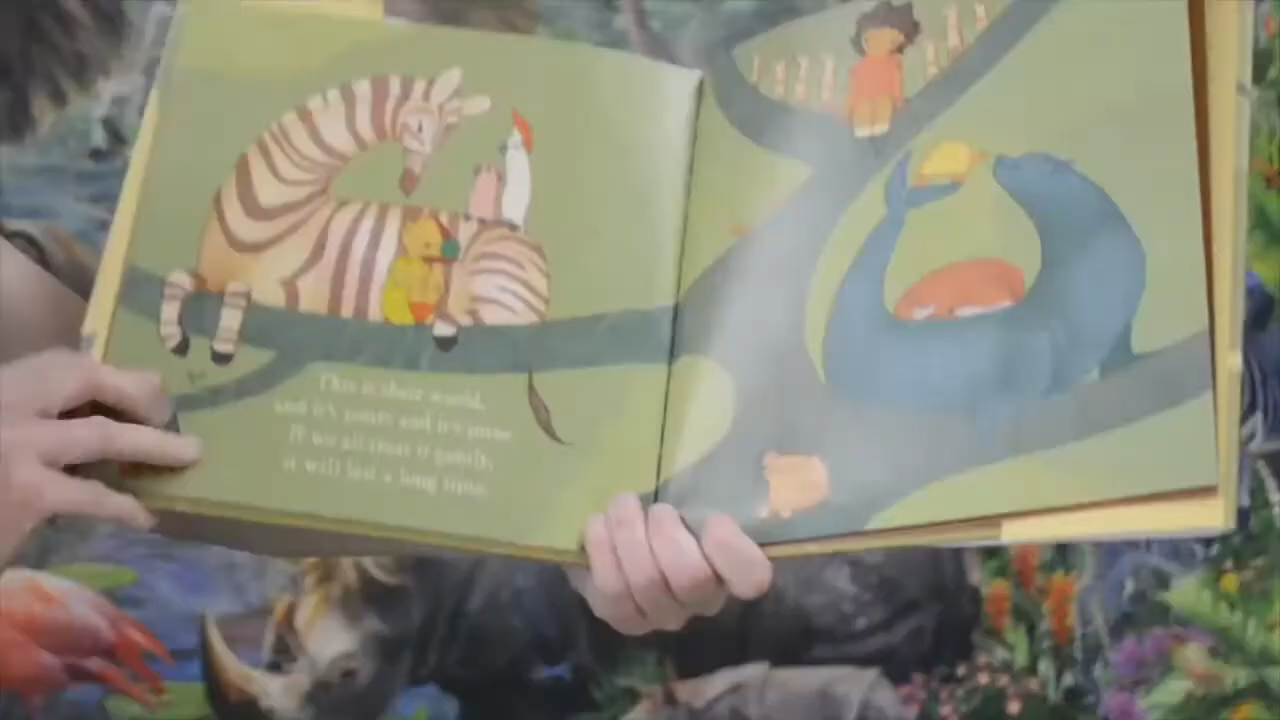 This is their world,
and it's yours and it's mine.
If we all treat it gently,
it will last a long time.